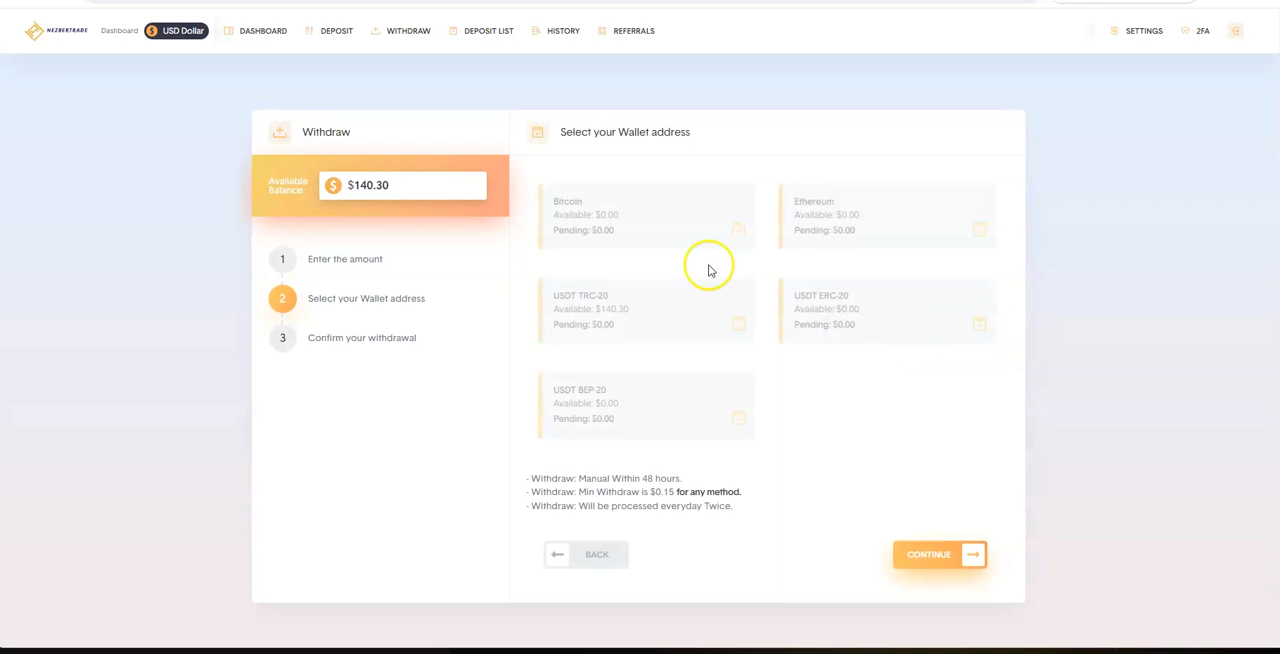 NEZBERTRADE Dashboard $ USD Dollar DASHBOARD DEPOSIT WITHDRAW DEPOSIT LIST HISTORY REFERRALS SETTINGS 2FA
Withdraw
Available
Balance
$ $140.30
1 Enter the amount
2 Select your Wallet address
3 Confirm your withdrawal
Select your Wallet address
Bitcoin
Available: $0.00
Pending: $0.00
Ethereum
Available: $0.00
Pending: $0.00
USDT TRC-20
Available: $140.30
Pending: $0.00
USDT ERC-20
Available: $0.00
Pending: $0.00
USDT BEP-20
Available: $0.00
Pending: $0.00
- Withdraw: Manual Within 48 hours.
- Withdraw: Min Withdraw is $0.15 for any method.
- Withdraw: Will be processed everyday Twice.
BACK
CONTINUE